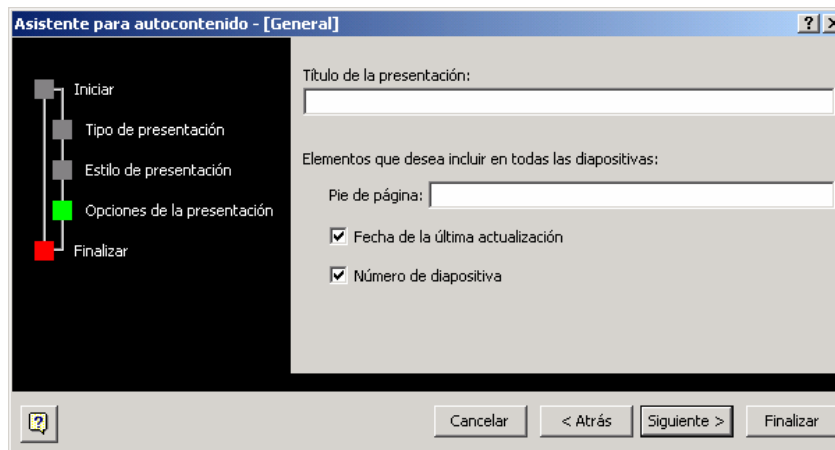 Asistente para autocontenido - [General]
Iniciar
Tipo de presentación
Estilo de presentación
Opciones de la presentación
Finalizar
Título de la presentación:
Elementos que desea incluir en todas las diapositivas:
Pie de página:
Fecha de la última actualización
Número de diapositiva
Cancelar
< Atrás
Siguiente >
Finalizar